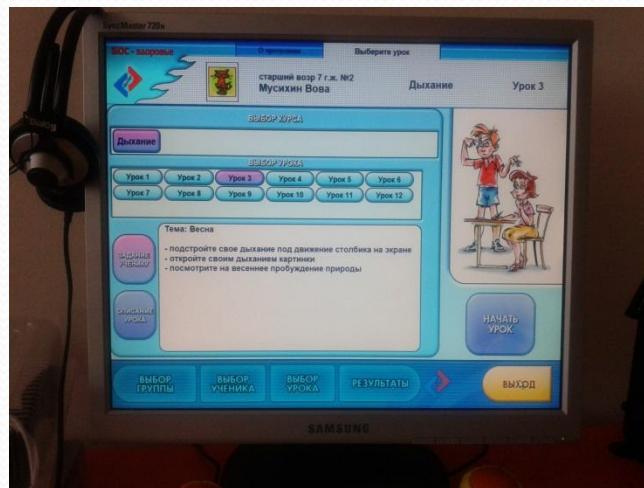 SyncMaster 720n
БОС - здоровье
О программе
Выберите урок
старший возр 7 г.ж. №2
Мусихин Вова
Дыхание
Урок 3
ВЫБОР КУРСА
Дыхание
ВЫБОР УРОКА
Урок 1 Урок 2 Урок 3 Урок 4 Урок 5 Урок 6
Урок 7 Урок 8 Урок 9 Урок 10 Урок 11 Урок 12
Тема: Весна
- подстройте свое дыхание под движение столбика на экране
- откройте своим дыханием картинки
- посмотрите на весеннее пробуждение природы
ЗАДАНИЕ
УЧЕНИКУ
ОПИСАНИЕ
УРОКА
НАЧАТЬ
УРОК
ВЫБОР
ГРУППЫ
ВЫБОР
УЧЕНИКА
ВЫБОР
УРОКА
РЕЗУЛЬТАТЫ
ВЫХОД
SAMSUNG